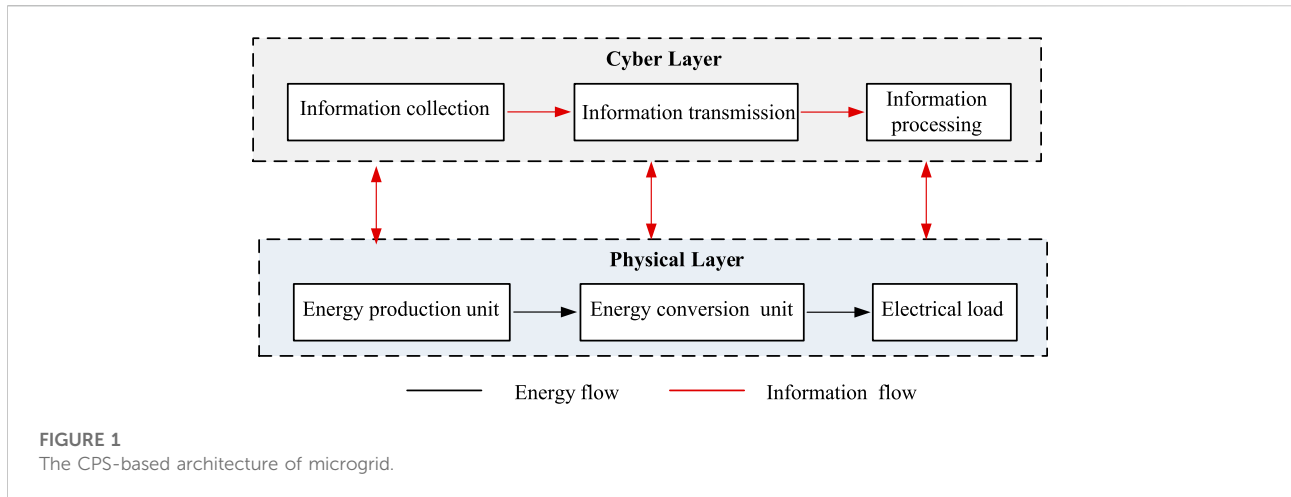 Cyber Layer
Information collection
Information transmission
Information
processing
Physical Layer
Energy production unit
Energy conversion unit
Electrical load
Energy flow
Information flow
FIGURE 1
The CPS-based architecture of microgrid.